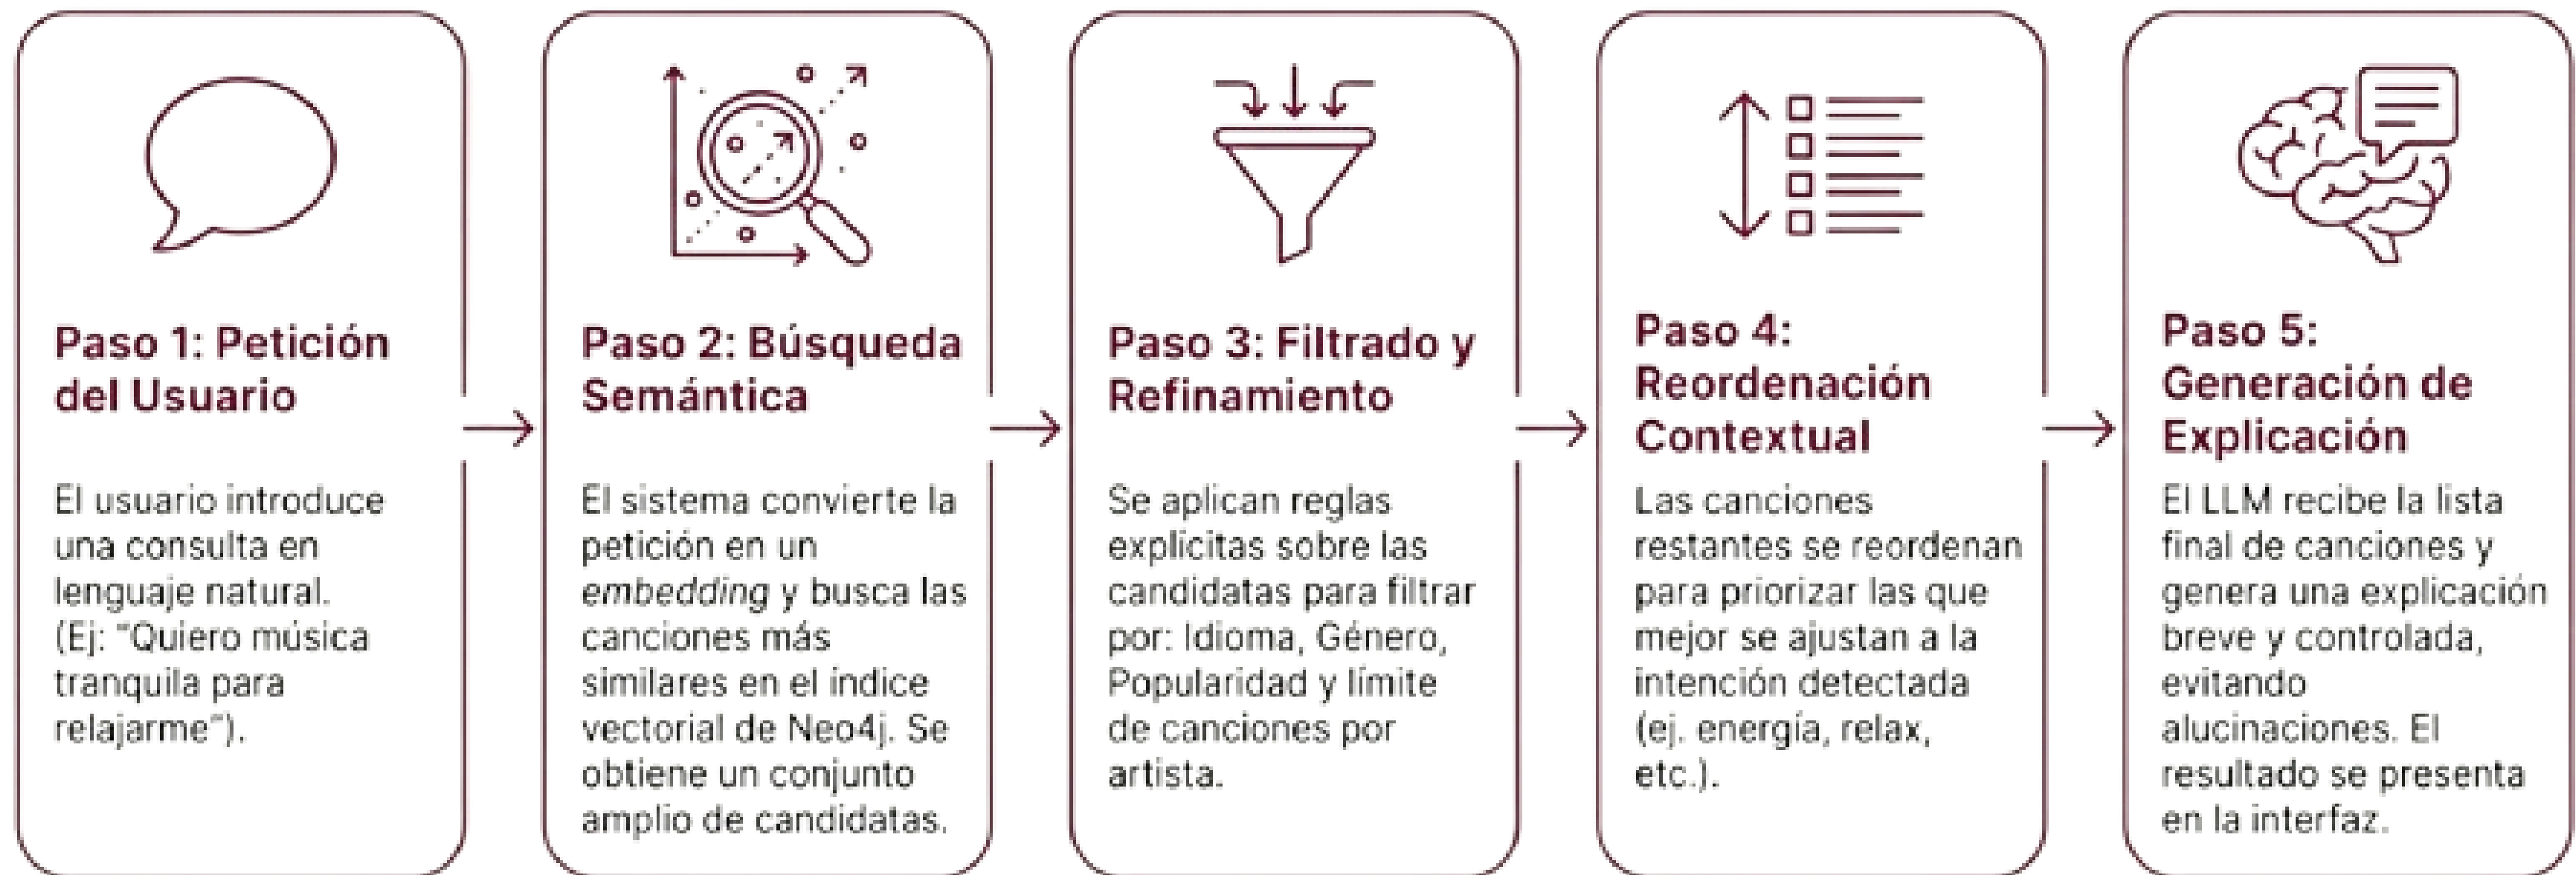 Paso 1: Petición
del Usuario
El usuario introduce
una consulta en
lenguaje natural.
(Ej: "Quiero música
tranquila para
relajarme").
Paso 2: Búsqueda
Semántica
El sistema convierte la
petición en un
embedding y busca las
canciones más
similares en el índice
vectorial de Neo4j. Se
obtiene un conjunto
amplio de candidatas.
Paso 3: Filtrado y
Refinamiento
Se aplican reglas
explicitas sobre las
candidatas para filtrar
por: Idioma, Género,
Popularidad y límite
de canciones por
artista.
Paso 4:
Reordenación
Contextual
Las canciones
restantes se reordenan
para priorizar las que
mejor se ajustan a la
intención detectada
(ej. energía, relax,
etc.).
Paso 5:
Generación de
Explicación
El LLM recibe la lista
final de canciones y
genera una explicación
breve y controlada,
evitando
alucinaciones. El
resultado se presenta
en la interfaz.